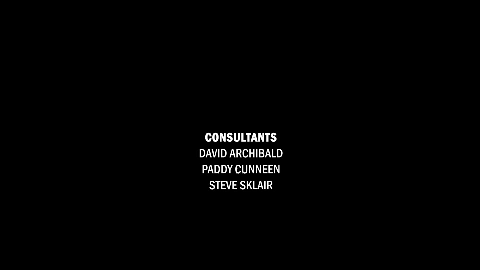 CONSULTANTS
DAVID ARCHIBALD
PADDY CUNNEEN
STEVE SKLAIR